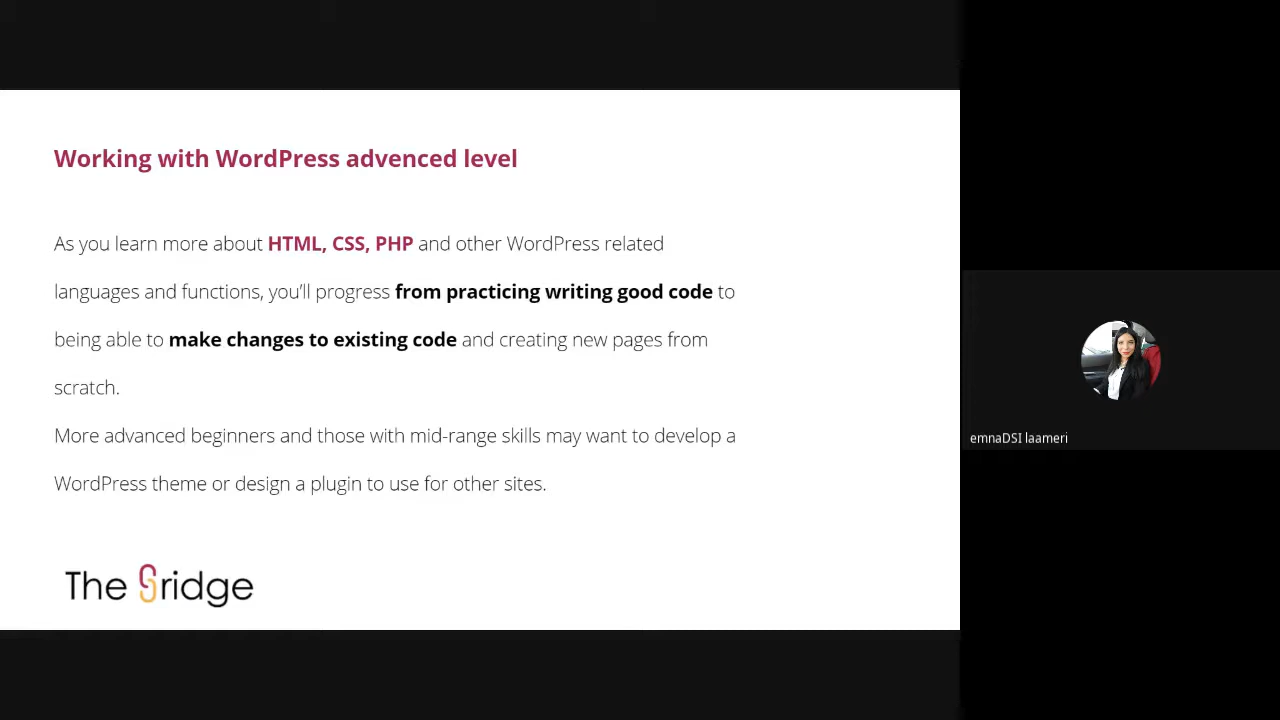 Working with WordPress advenced level
As you learn more about HTML, CSS, PHP and other WordPress related
languages and functions, you’ll progress from practicing writing good code to
being able to make changes to existing code and creating new pages from
scratch.
More advanced beginners and those with mid-range skills may want to develop a
WordPress theme or design a plugin to use for other sites.
The Bridge
emnaDSI laameri